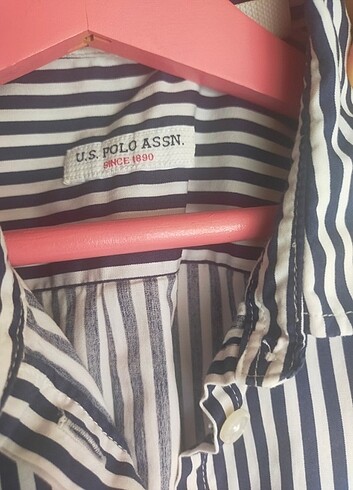 U.S. POLO ASSN.
SINCE 1890